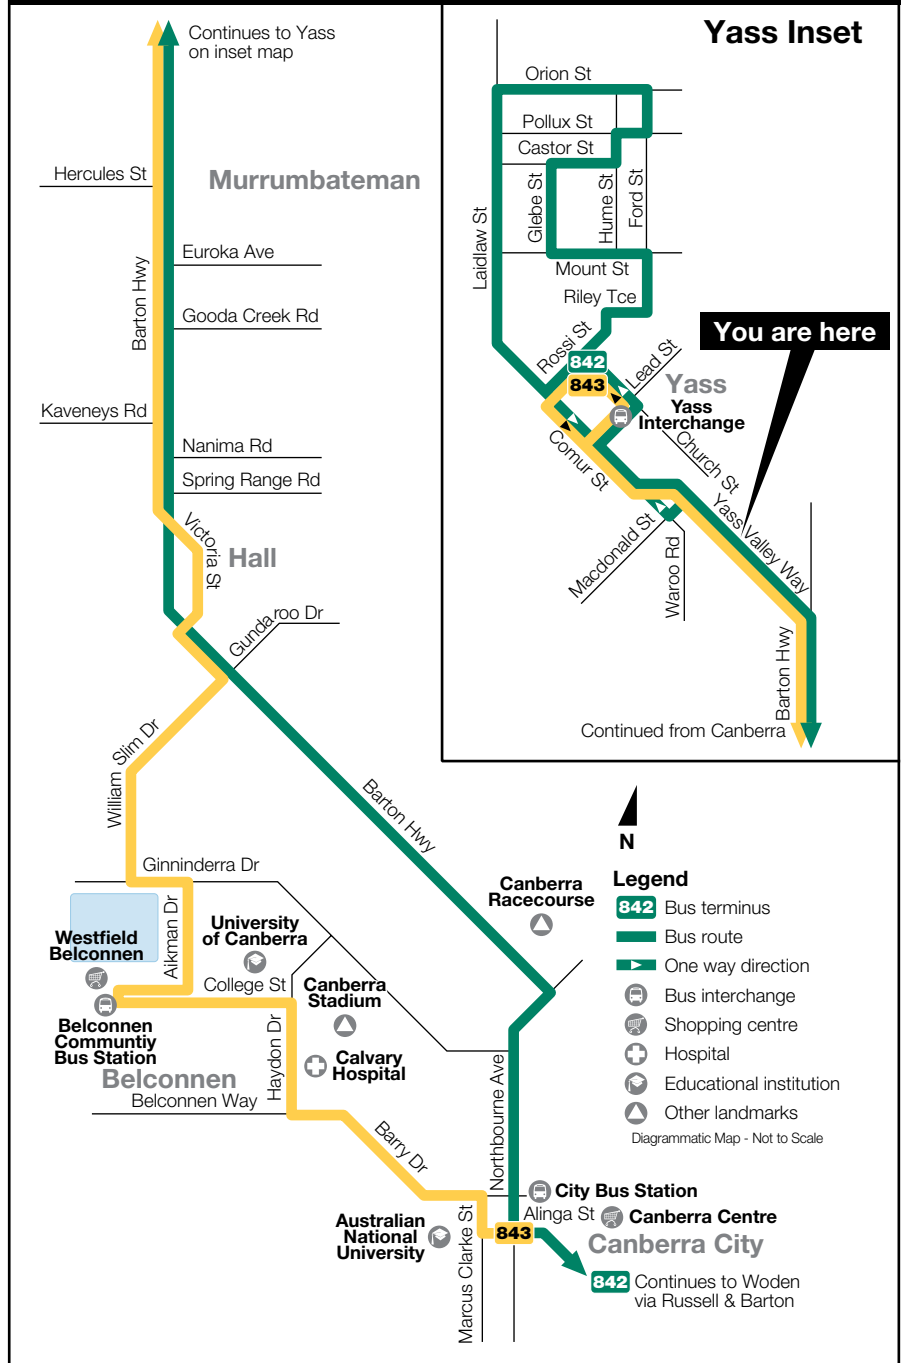 Continues to Yass
on inset map
Hercules St
Murrumbateman
Barton Hwy
Euroka Ave
Gooda Creek Rd
Kaveneys Rd
Nanima Rd
Spring Range Rd
Victoria St
Hall
Gundaroo Dr
William Slim Dr
Barton Hwy
Ginninderra Dr
Aikman Dr
Westfield
Belconnen
University
of Canberra
College St
Canberra
Stadium
Belconnen
Communtiy
Bus Station
Haydon Dr
Calvary
Hospital
Belconnen
Belconnen Way
Barry Dr
Northbourne Ave
Canberra
Racecourse
Australian
National
University
Marcus Clarke St
City Bus Station
Alinga St
Canberra Centre
843
Canberra City
842
Continues to Woden
via Russell & Barton
Yass Inset
Orion St
Pollux St
Castor St
Glebe St
Hume St
Ford St
Laidlaw St
Mount St
Riley Tce
Rossi St
842
843
Lead St
You are here
Yass
Yass
Interchange
Church St
Comur St
Yass Valley Way
Macdonald St
Waroo Rd
Barton Hwy
Continued from Canberra
N
Legend
842 Bus terminus
Bus route
One way direction
Bus interchange
Shopping centre
Hospital
Educational institution
Other landmarks
Diagrammatic Map - Not to Scale